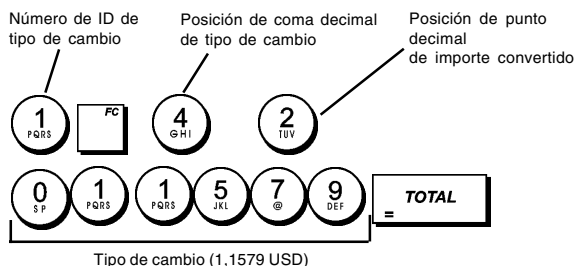 Número de ID de
tipo de cambio
Posición de coma decimal
de tipo de cambio
Posición de punto
decimal
de importe convertido
1 FC 4 2
PQRS GHI TUV
0 1 1 5 7 9 TOTAL
SP PQRS PQRS JKL @ DEF =
Tipo de cambio (1,1579 USD)